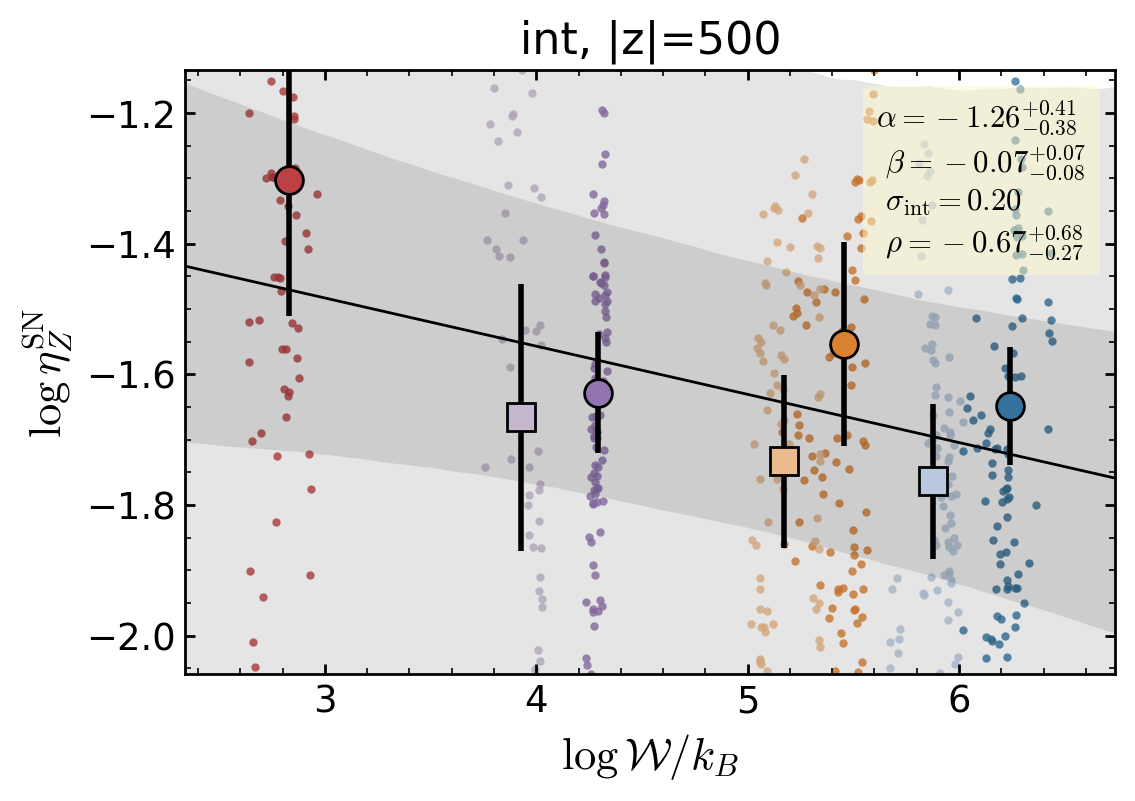 int, |z|=500
α = −1.26^{+0.41}_{−0.38}
β = −0.07^{+0.07}_{−0.08}
σ_int = 0.20
ρ = −0.67^{+0.68}_{−0.27}
log η_Z^SN
−1.2
−1.4
−1.6
−1.8
−2.0
3 4 5 6
log 𝒲/k_B